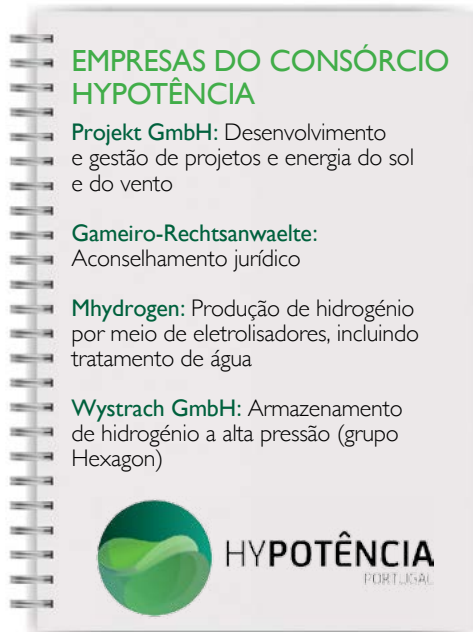 EMPRESAS DO CONSÓRCIO
HYPOTÊNCIA
Projekt GmbH: Desenvolvimento
e gestão de projetos e energia do sol
e do vento
Gameiro-Rechtsanwaelte:
Aconselhamento jurídico
Mhydrogen: Produção de hidrogénio
por meio de eletrolisadores, incluindo
tratamento de água
Wystrach GmbH: Armazenamento
de hidrogénio a alta pressão (grupo
Hexagon)
HYPOTÊNCIA
PORTUGAL